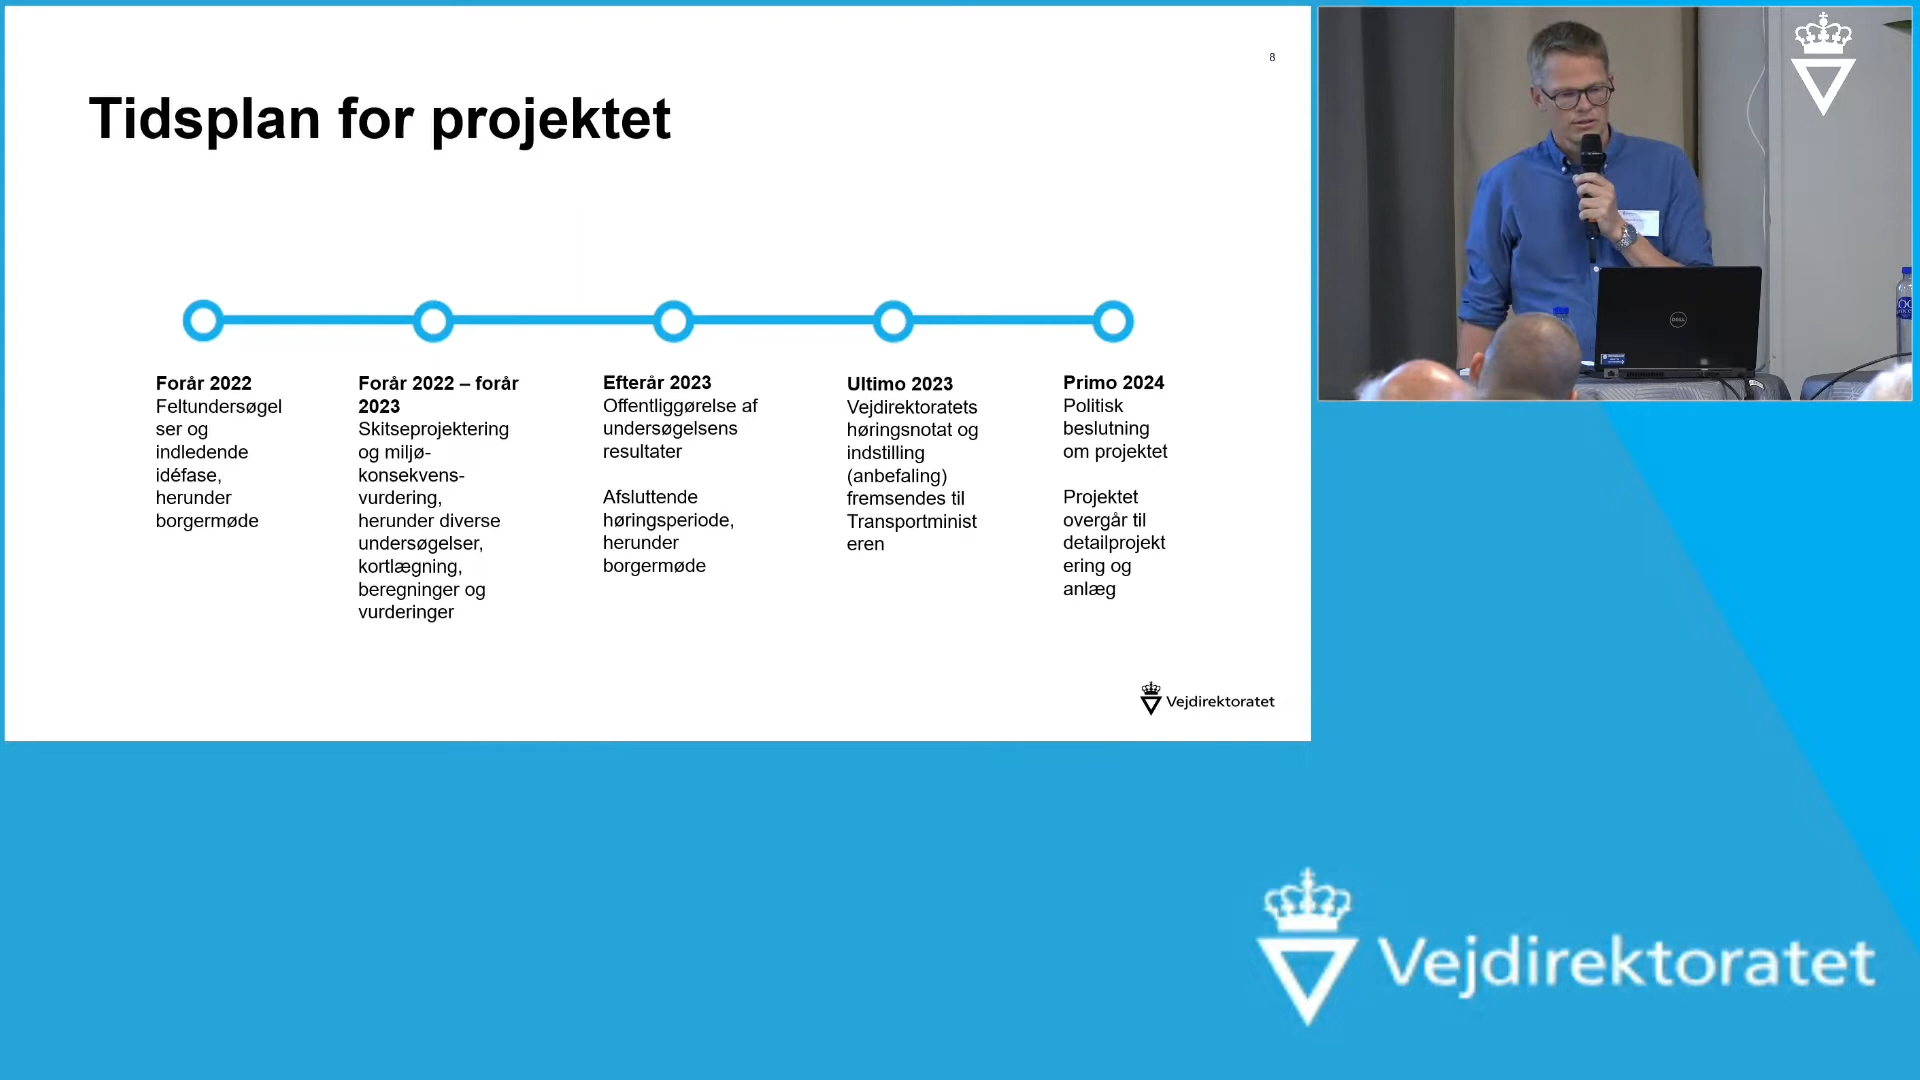 8
Tidsplan for projektet
Forår 2022
Feltundersøgel
ser og
indledende
idéfase,
herunder
borgermøde
Forår 2022 – forår
2023
Skitseprojektering
og miljø-
konsekvens-
vurdering,
herunder diverse
undersøgelser,
kortlægning,
beregninger og
vurderinger
Efterår 2023
Offentliggørelse af
undersøgelsens
resultater
Afsluttende
høringsperiode,
herunder
borgermøde
Ultimo 2023
Vejdirektoratets
høringsnotat og
indstilling
(anbefaling)
fremsendes til
Transportminist
eren
Primo 2024
Politisk
beslutning
om projektet
Projektet
overgår til
detailprojekt
ering og
anlæg
Vejdirektoratet
DELL
Vejdirektoratet